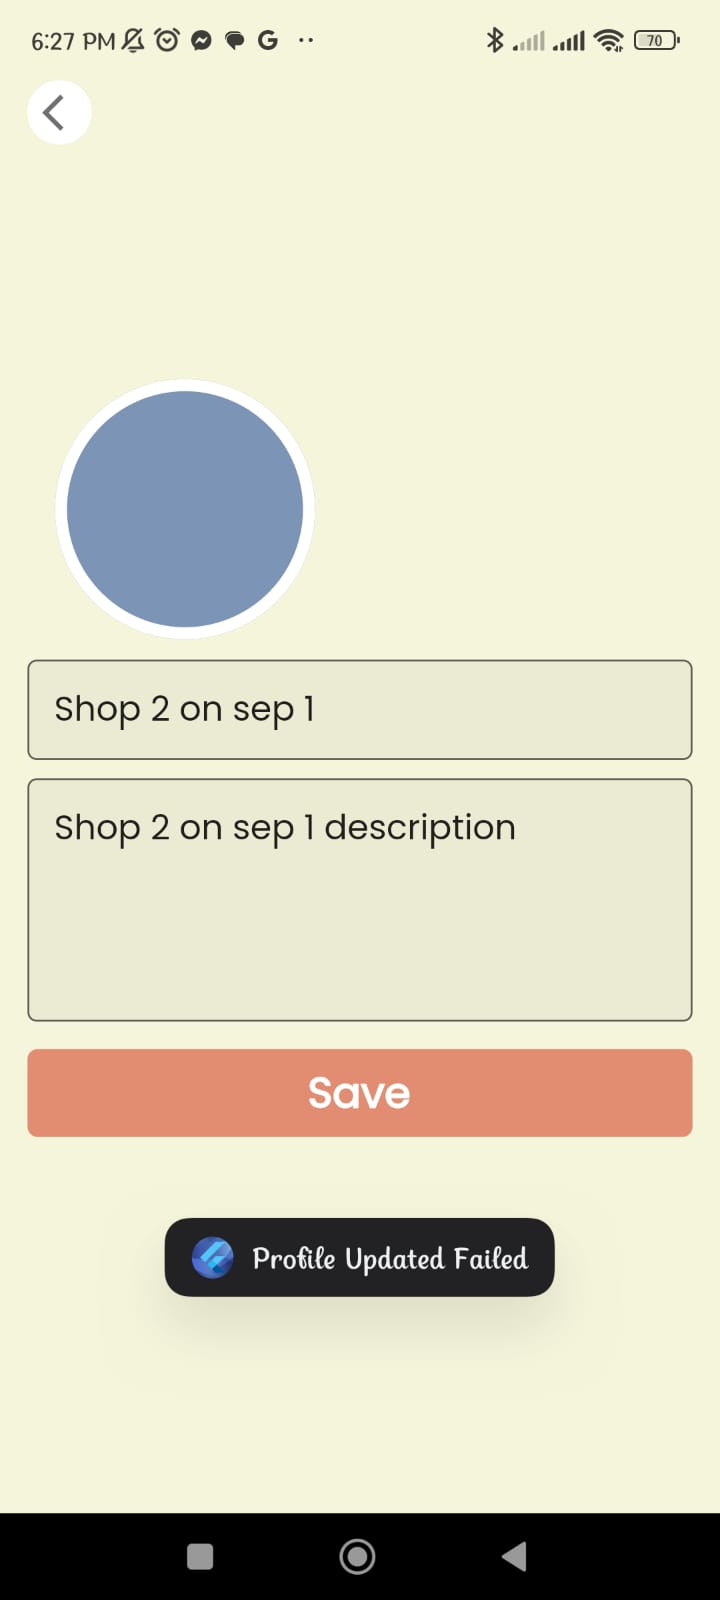 6:27 PM
70
Shop 2 on sep 1
Shop 2 on sep 1 description
Save
Profile Updated Failed